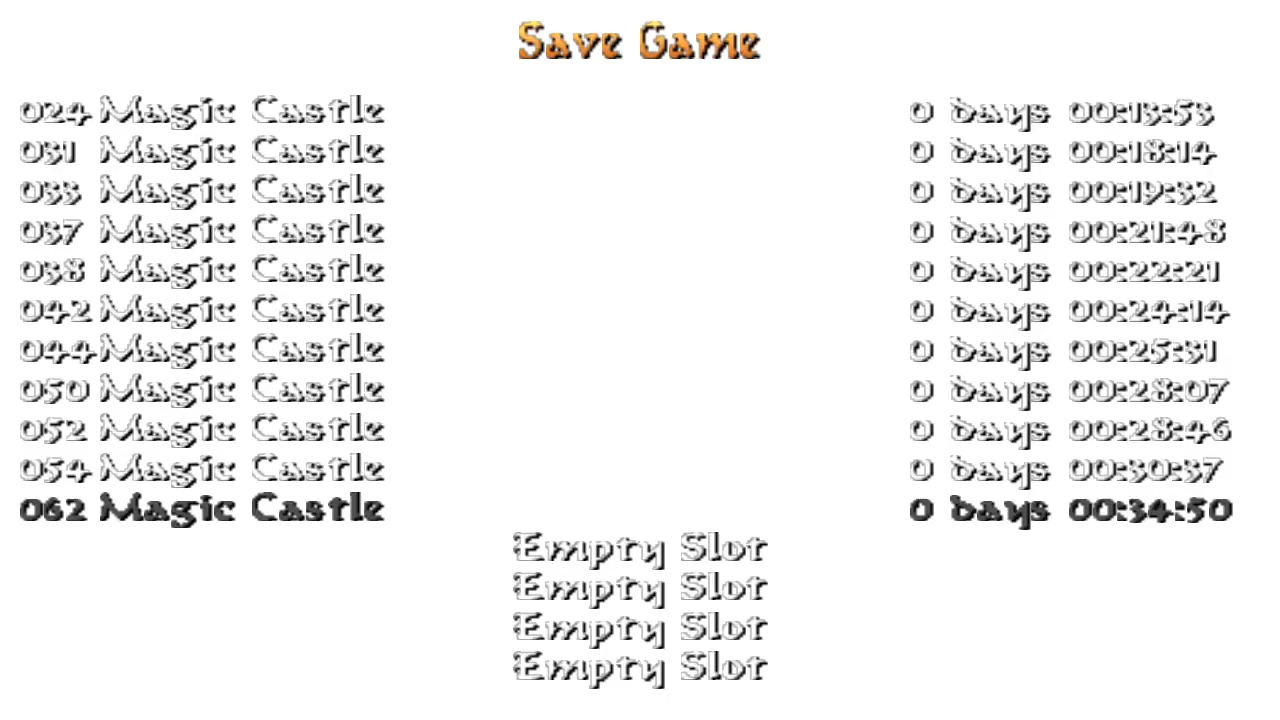 Save Game
024 Magic Castle 0 days 00:13:53
031 Magic Castle 0 days 00:18:14
033 Magic Castle 0 days 00:19:32
037 Magic Castle 0 days 00:21:48
038 Magic Castle 0 days 00:22:21
042 Magic Castle 0 days 00:24:14
044 Magic Castle 0 days 00:25:31
050 Magic Castle 0 days 00:28:07
052 Magic Castle 0 days 00:28:46
054 Magic Castle 0 days 00:30:37
062 Magic Castle 0 days 00:34:50
Empty Slot
Empty Slot
Empty Slot
Empty Slot